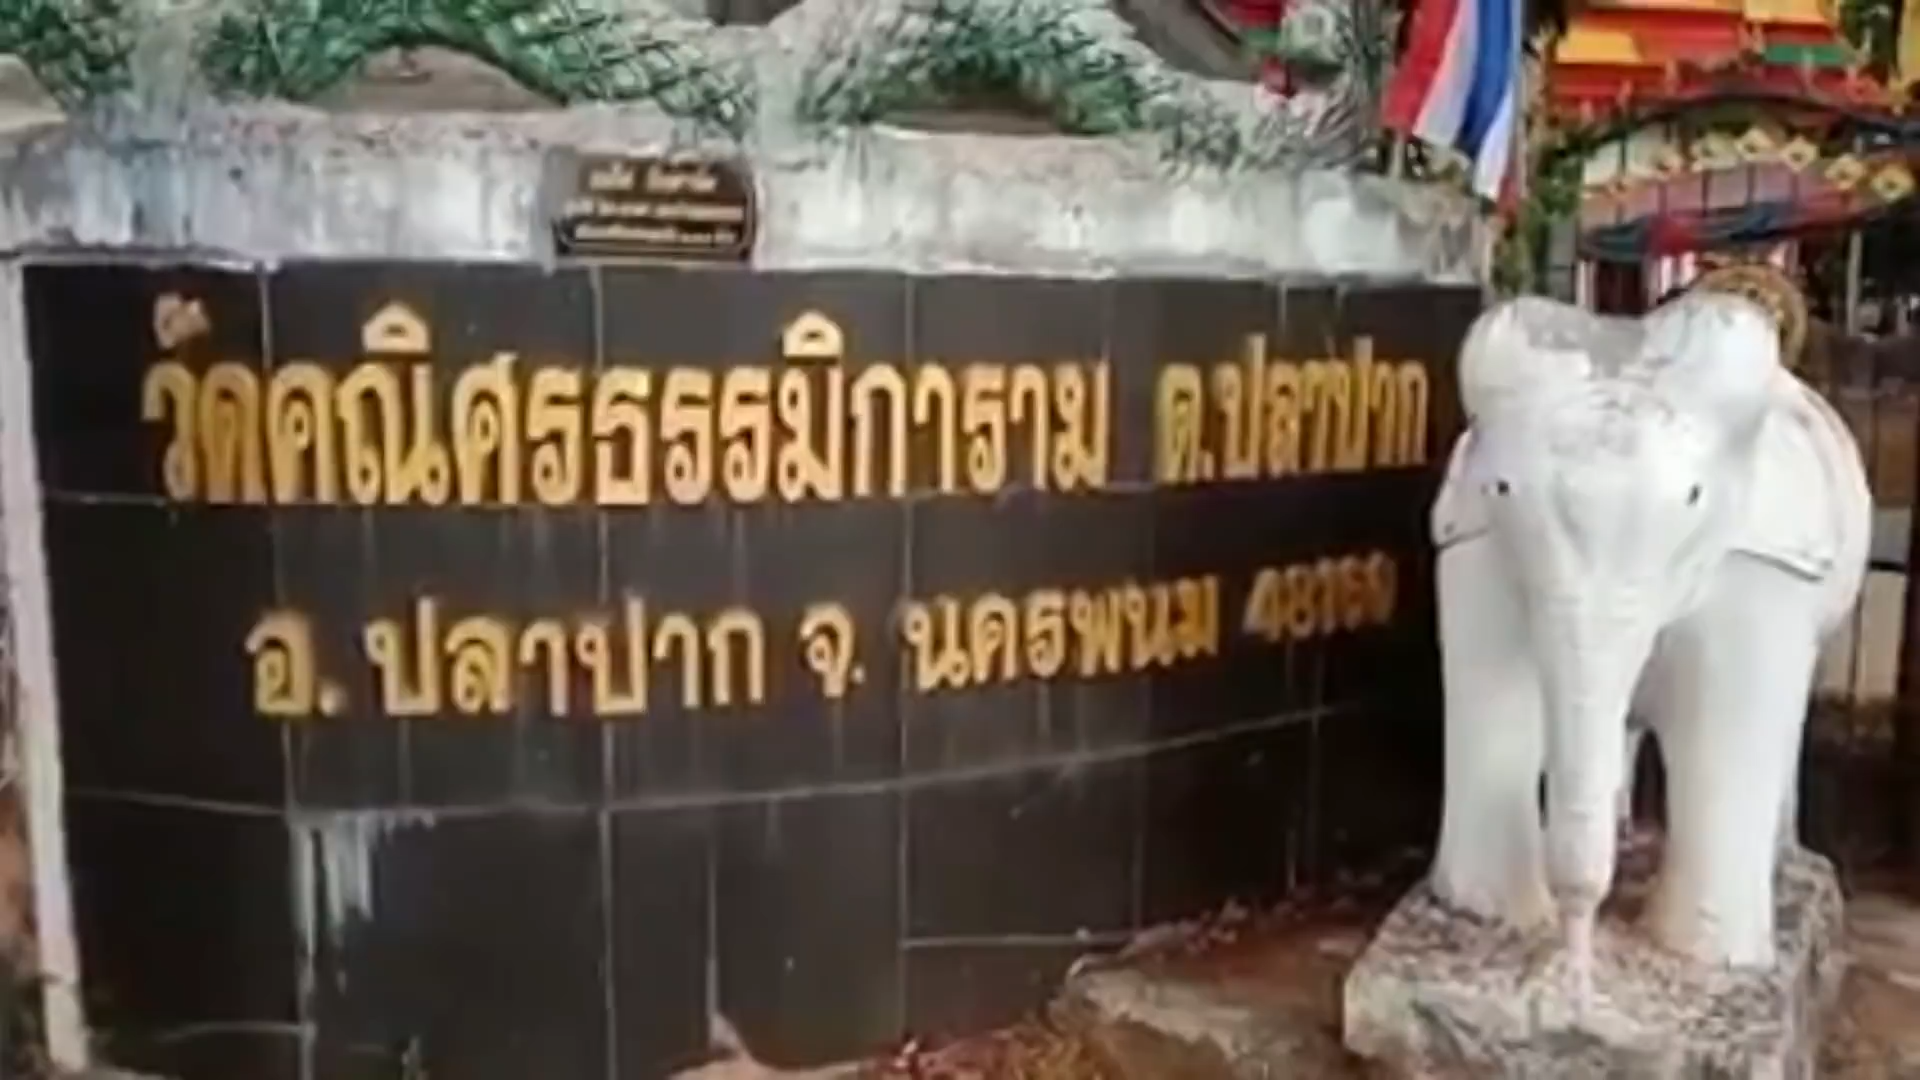 วัดคณิศรธรรมิการาม ต.ปลาปาก
อ. ปลาปาก จ. นครพนม 48160